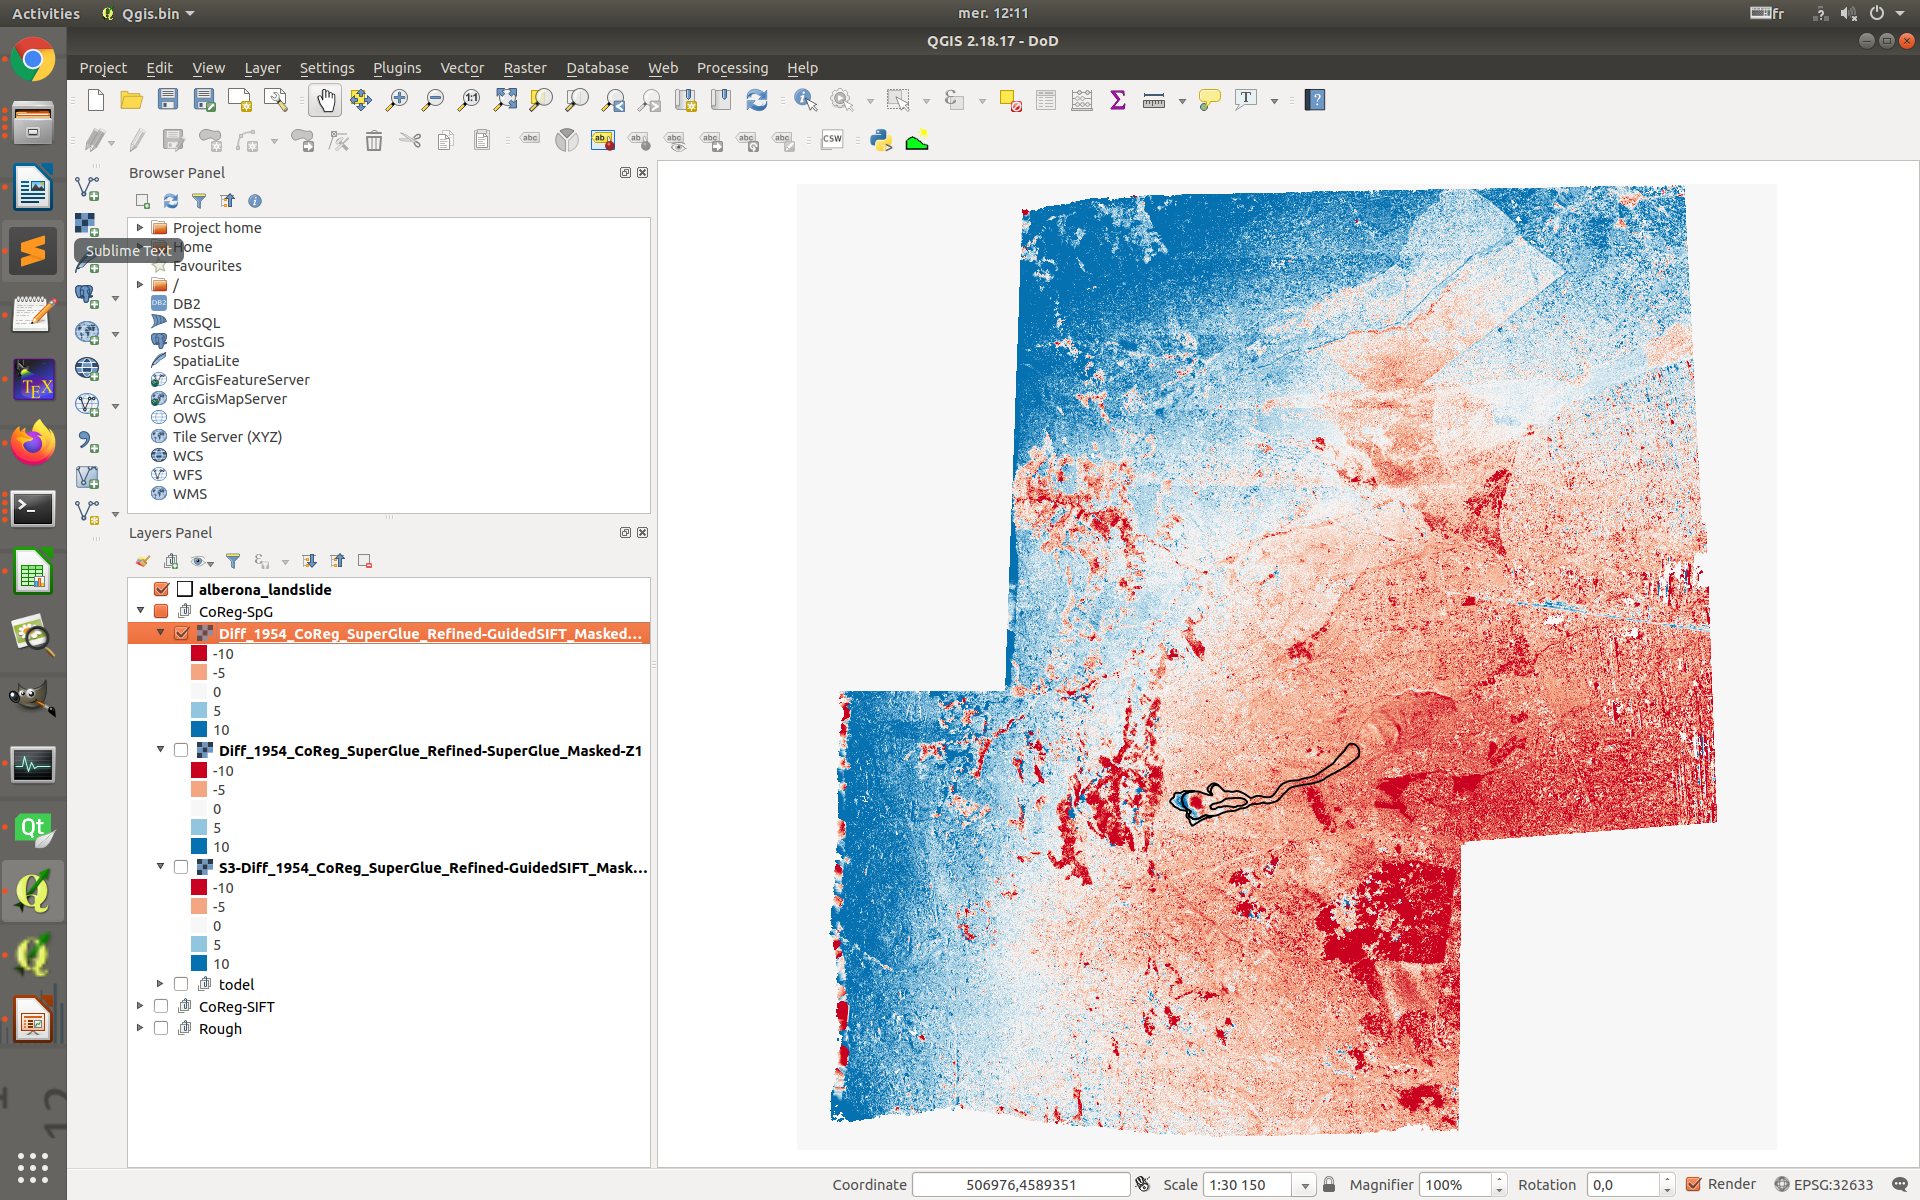 Activities Qgis.bin mer. 12:11 fr
QGIS 2.18.17 - DoD
Project Edit View Layer Settings Plugins Vector Raster Database Web Processing Help
Browser Panel
Project home
Home
Sublime Text
Favourites
/
DB2
MSSQL
PostGIS
SpatiaLite
ArcGisFeatureServer
ArcGisMapServer
OWS
Tile Server (XYZ)
WCS
WFS
WMS
Layers Panel
alberona_landslide
CoReg-SpG
Diff_1954_CoReg_SuperGlue_Refined-GuidedSIFT_Masked...
-10
-5
0
5
10
Diff_1954_CoReg_SuperGlue_Refined-SuperGlue_Masked-Z1
-10
-5
0
5
10
S3-Diff_1954_CoReg_SuperGlue_Refined-GuidedSIFT_Mask...
-10
-5
0
5
10
todel
CoReg-SIFT
Rough
Coordinate 506976,4589351 Scale 1:30 150 Magnifier 100% Rotation 0,0 Render EPSG:32633